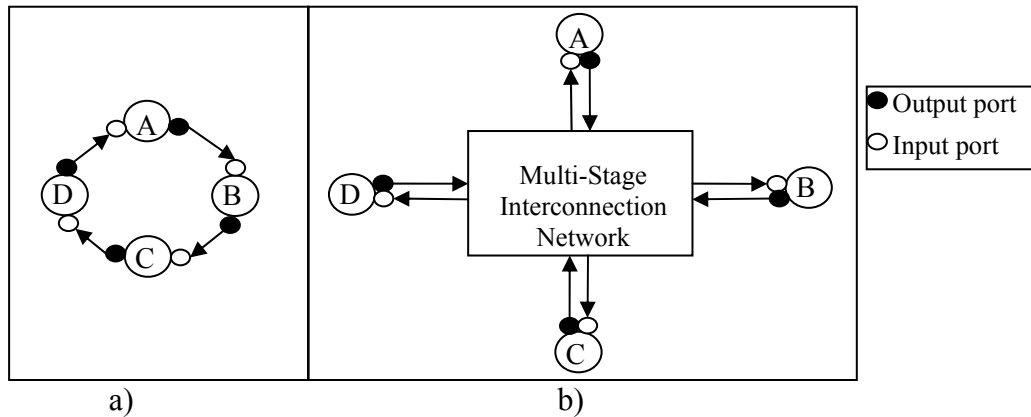 A
B
C
D
a)
A
B
C
D
Multi-Stage
Interconnection
Network
b)
Output port
Input port